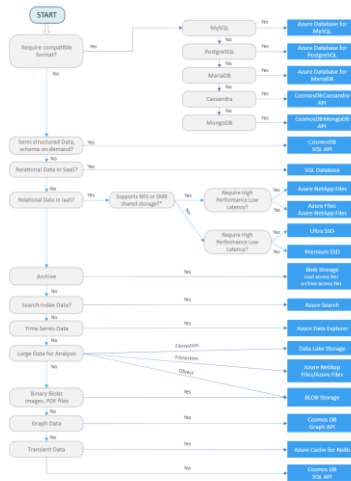 START
Require compatible
format?
Yes
No
MySQL
Yes
Azure Database for
MySQL
No
PostgreSQL
Yes
Azure Database for
PostgreSQL
No
MariaDB
Yes
Azure Database for
MariaDB
No
Cassandra
Yes
CosmosDBCassandra
API
No
MongoDB
Yes
CosmosDBMongoDB
API
Semi-structured Data,
schema on-demand?
Yes
CosmosDB
SQL API
No
Relational Data in SaaS?
Yes
SQL Database
No
Relational Data in IaaS?
Yes
Supports NFS or SMB
shared storage?*
Yes
No
Require High
Performance Low
Latency?
Yes
Azure NetApp Files
No
Azure Files
Azure NetApp Files
Require High
Performance Low
Latency?
Yes
Ultra SSD
No
Premium SSD
No
Archive
Yes
Blob Storage
cool access tier
archive access tier
No
Search Index Data?
Yes
Azure Search
No
Time Series Data
Yes
Azure Data Explorer
No
Large Data for Analysis
Filesystem
Data Lake Storage
Filesystem
Azure NetApp
Files/Azure Files
Object
BLOB Storage
No
Binary Blobs
Images, PDF files
Yes
No
Graph Data
Yes
Cosmos DB
Graph API
No
Transient Data
Yes
Azure Cache for Redis
No
Cosmos DB
SQL API